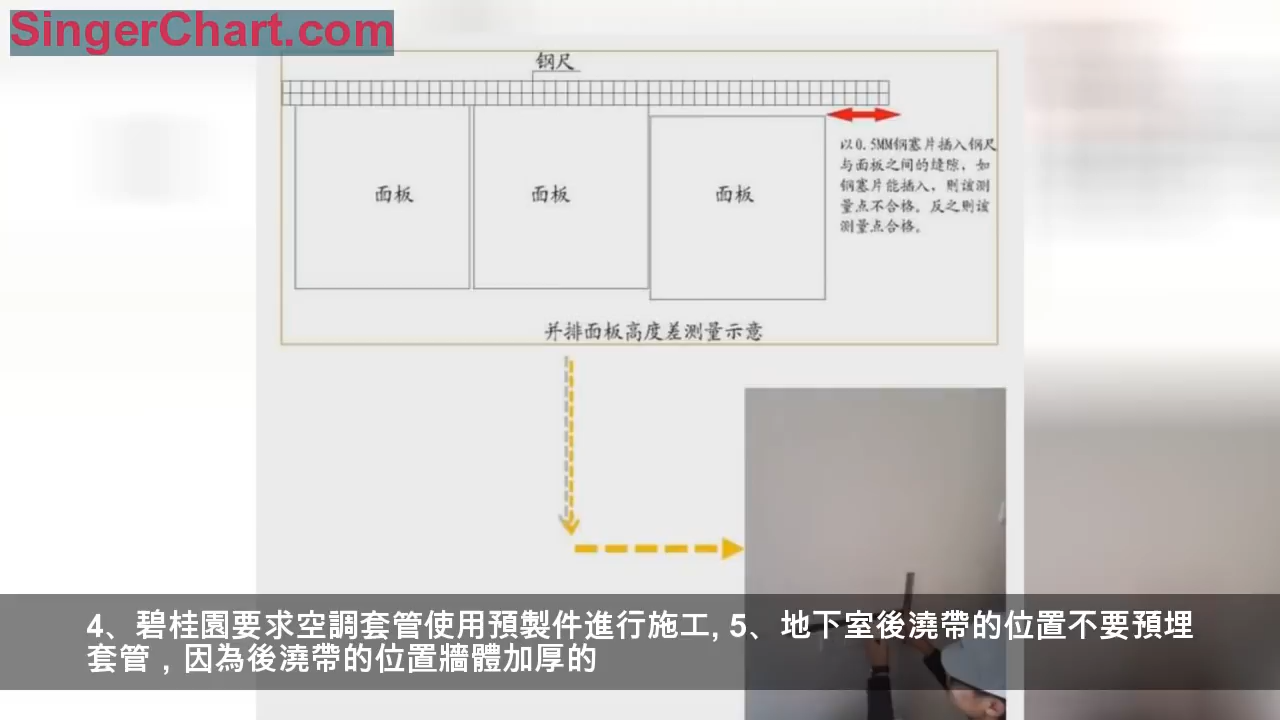 SingerChart.com
钢尺
以0.5MM钢塞片插入钢尺
与面板之间的缝隙，如
钢塞片能插入，则该测
量点不合格。反之则该
测量点合格。
面板
面板
面板
并排面板高度差测量示意
4、碧桂園要求空調套管使用預製件進行施工, 5、地下室後澆帶的位置不要預埋
套管，因為後澆帶的位置牆體加厚的